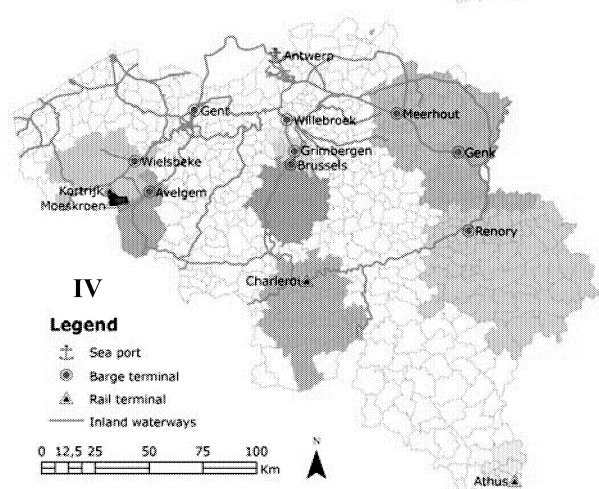 Antwerp
Gent
Willebroek
Meerhout
Grimbergen
Genk
Wielsbeke
Brussels
Kortrijk
Avelgem
Moeskroen
Renory
Charleroi
IV
Legend
Sea port
Barge terminal
Rail terminal
Inland waterways
0 12,5 25 50 75 100
Km
N
Athus